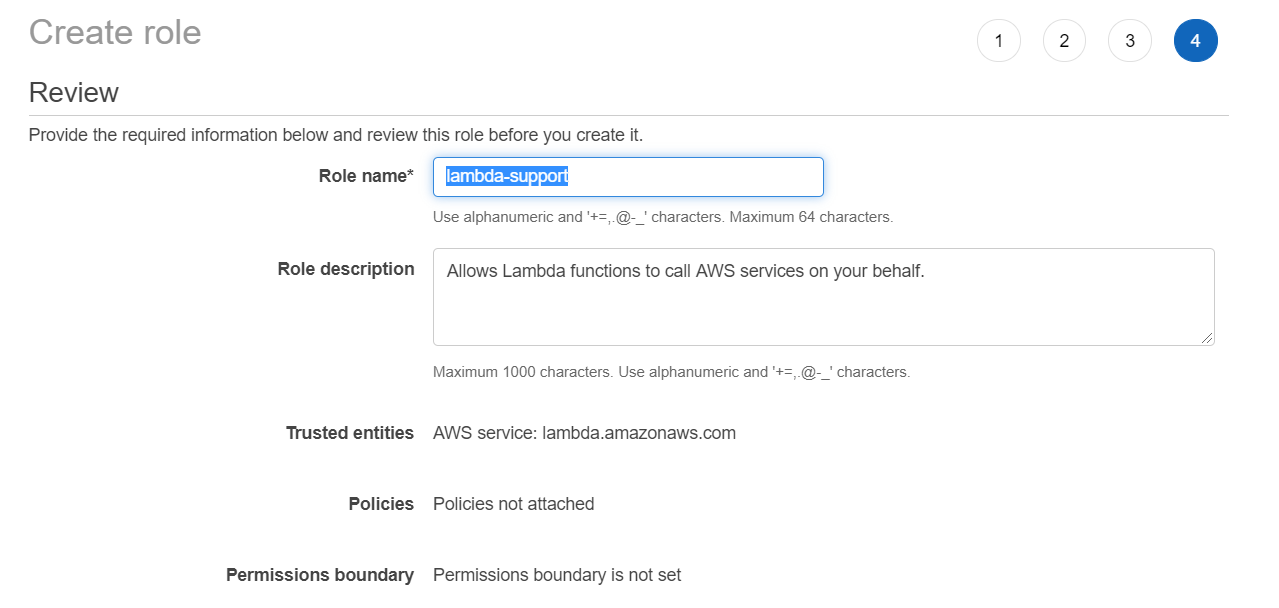 Create role
1 2 3 4
Review
Provide the required information below and review this role before you create it.
Role name* lambda-support
Use alphanumeric and '+=,.@-_' characters. Maximum 64 characters.
Role description Allows Lambda functions to call AWS services on your behalf.
Maximum 1000 characters. Use alphanumeric and '+=,.@-_' characters.
Trusted entities AWS service: lambda.amazonaws.com
Policies Policies not attached
Permissions boundary Permissions boundary is not set